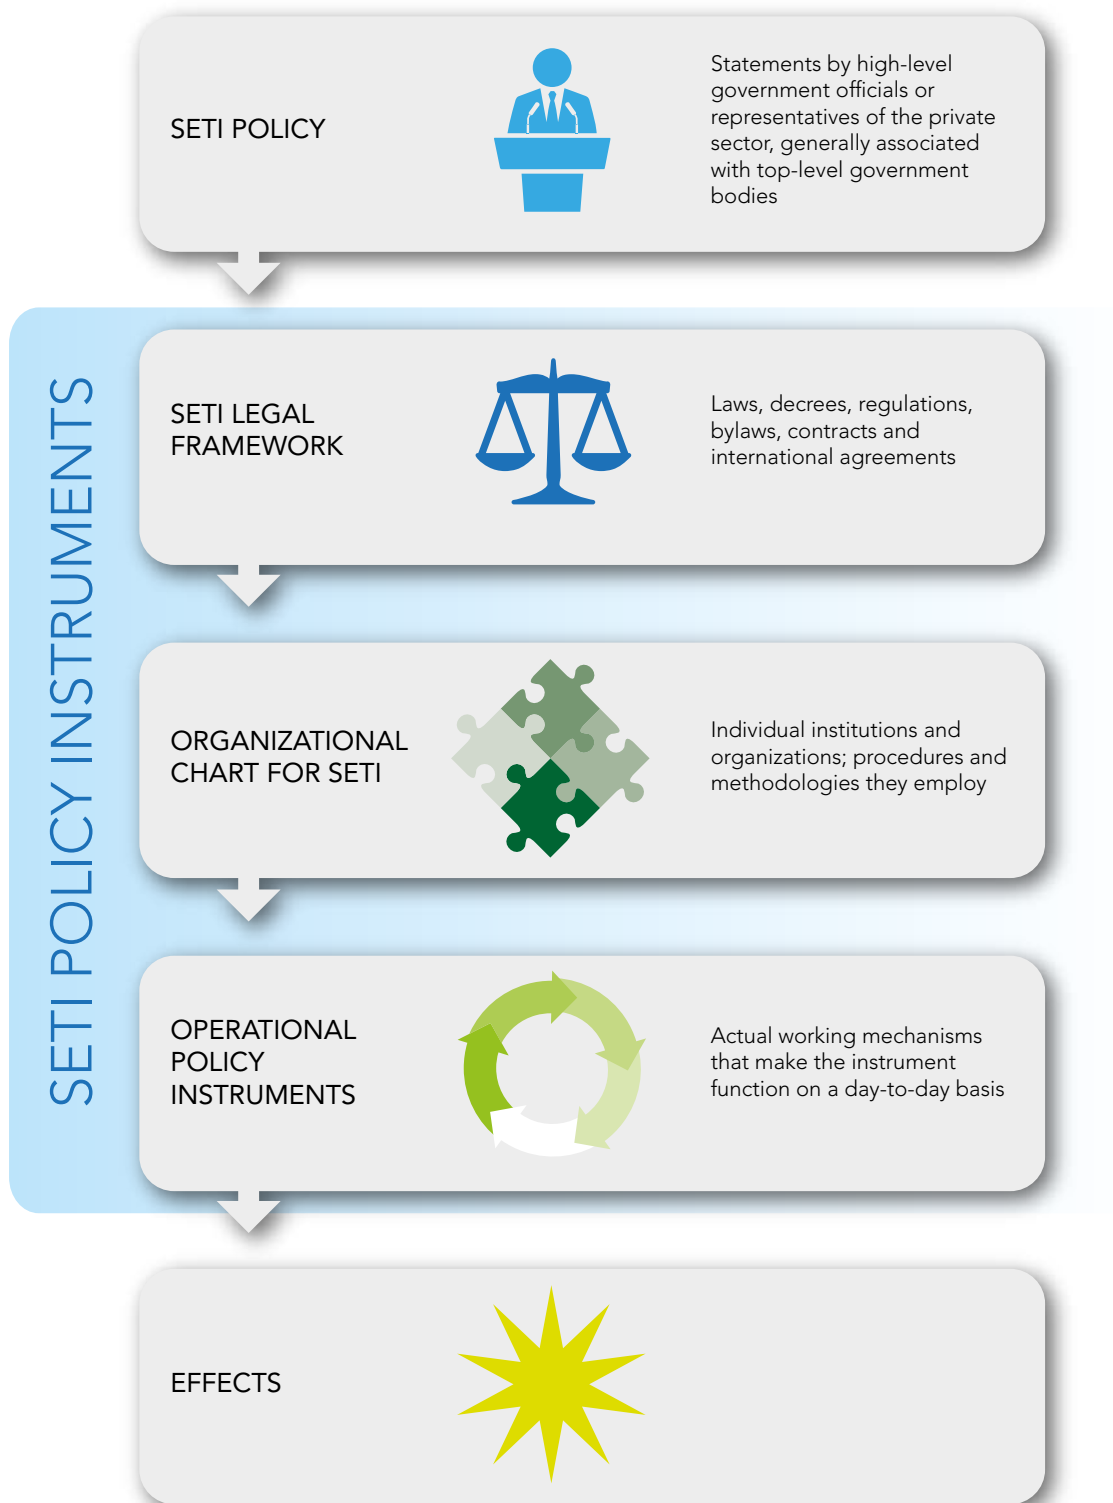 SETI POLICY
Statements by high-level
government officials or
representatives of the private
sector, generally associated
with top-level government
bodies
SETI POLICY INSTRUMENTS
SETI LEGAL
FRAMEWORK
Laws, decrees, regulations,
bylaws, contracts and
international agreements
ORGANIZATIONAL
CHART FOR SETI
Individual institutions and
organizations; procedures and
methodologies they employ
OPERATIONAL
POLICY
INSTRUMENTS
Actual working mechanisms
that make the instrument
function on a day-to-day basis
EFFECTS